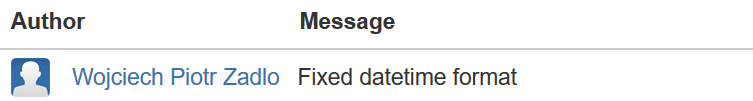 Author Message
Wojciech Piotr Zadlo Fixed datetime format